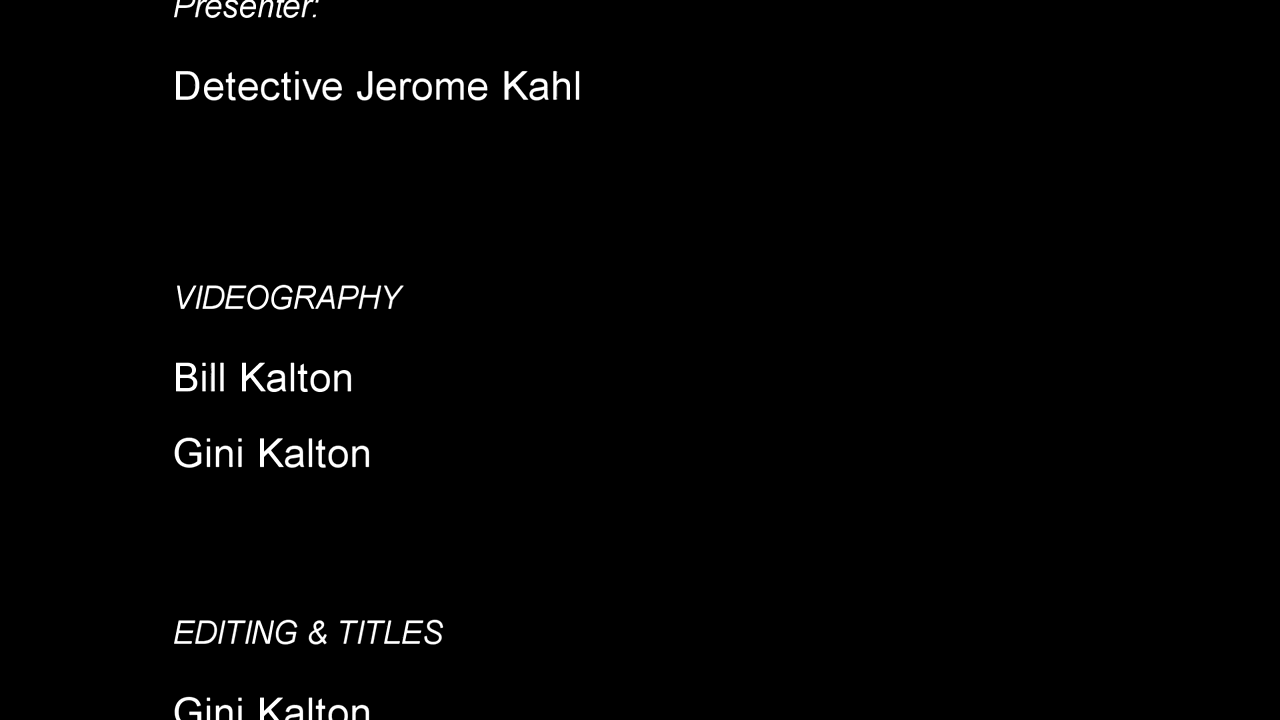 Presenter:
Detective Jerome Kahl
VIDEOGRAPHY
Bill Kalton
Gini Kalton
EDITING & TITLES
Gini Kalton